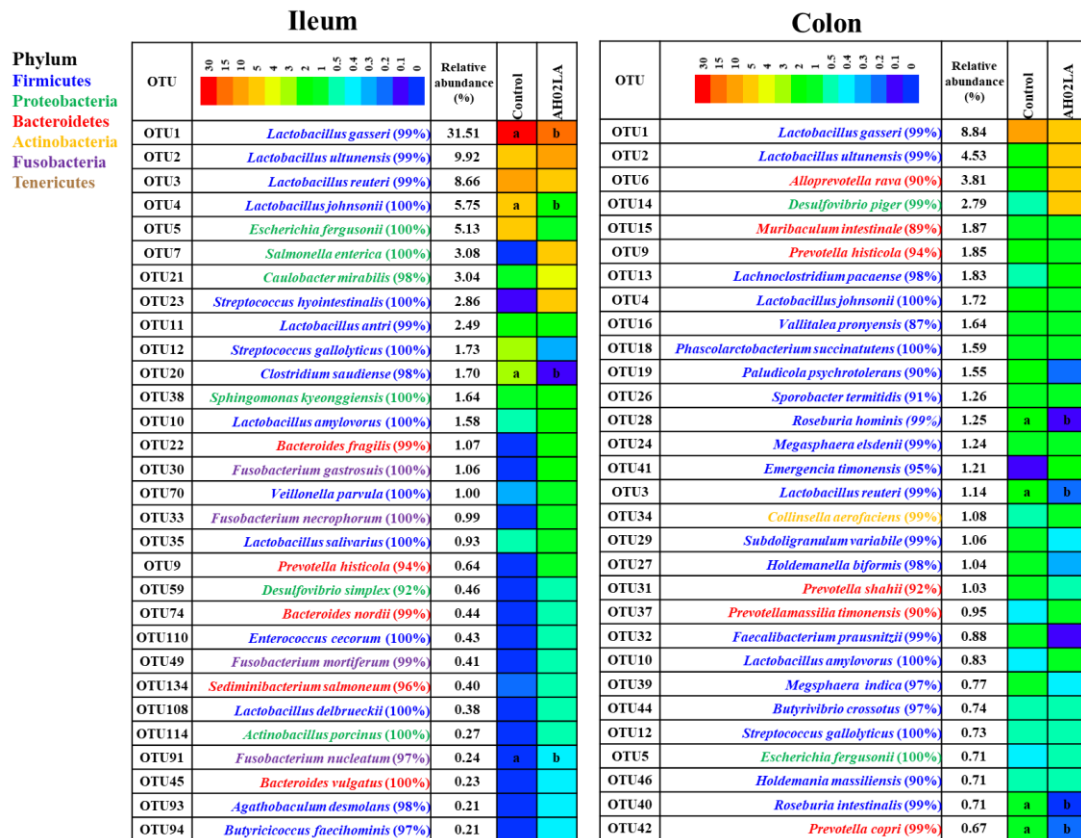 Ileum
Colon
Phylum
Firmicutes
Proteobacteria
Bacteroidetes
Actinobacteria
Fusobacteria
Tenericutes
OTU 30 15 10 5 4 3 2 1 0.5 0.4 0.3 0.2 0.1 0 Relative abundance (%) Control AH02LA
OTU1 Lactobacillus gasseri (99%) 31.51 a b
OTU2 Lactobacillus ultunensis (99%) 9.92
OTU3 Lactobacillus reuteri (99%) 8.66
OTU4 Lactobacillus johnsonii (100%) 5.75 a b
OTU5 Escherichia fergusonii (100%) 5.13
OTU7 Salmonella enterica (100%) 3.08
OTU21 Caulobacter mirabilis (98%) 3.04
OTU23 Streptococcus hyointestinalis (100%) 2.86
OTU11 Lactobacillus antri (99%) 2.49
OTU12 Streptococcus gallolyticus (100%) 1.73
OTU20 Clostridium saudiense (98%) 1.70 a b
OTU38 Sphingomonas kyeonggiensis (100%) 1.64
OTU10 Lactobacillus amylovorus (100%) 1.58
OTU22 Bacteroides fragilis (99%) 1.07
OTU30 Fusobacterium gastrosuis (100%) 1.06
OTU70 Veillonella parvula (100%) 1.00
OTU33 Fusobacterium necrophorum (100%) 0.99
OTU35 Lactobacillus salivarius (100%) 0.93
OTU9 Prevotella histicola (94%) 0.64
OTU59 Desulfovibrio simplex (92%) 0.46
OTU74 Bacteroides nordii (99%) 0.44
OTU110 Enterococcus cecorum (100%) 0.43
OTU49 Fusobacterium mortiferum (99%) 0.41
OTU134 Sediminibacterium salmoneum (96%) 0.40
OTU108 Lactobacillus delbrueckii (100%) 0.38
OTU114 Actinobacillus porcinus (100%) 0.27
OTU91 Fusobacterium nucleatum (97%) 0.24 a b
OTU45 Bacteroides vulgatus (100%) 0.23
OTU93 Agathobaculum desmolans (98%) 0.21
OTU94 Butyricicoccus faecihominis (97%) 0.21
OTU 30 15 10 5 4 3 2 1 0.5 0.4 0.3 0.2 0.1 0 Relative abundance (%) Control AH02LA
OTU1 Lactobacillus gasseri (99%) 8.84
OTU2 Lactobacillus ultunensis (99%) 4.53
OTU6 Alloprevotella rava (90%) 3.81
OTU14 Desulfovibrio piger (99%) 2.79
OTU15 Muribaculum intestinale (89%) 1.87
OTU9 Prevotella histicola (94%) 1.85
OTU13 Lachnoclostridium pacaense (98%) 1.83
OTU4 Lactobacillus johnsonii (100%) 1.72
OTU16 Vallitalea pronyensis (87%) 1.64
OTU18 Phascolarctobacterium succinatutens (100%) 1.59
OTU19 Paludicola psychrotolerans (90%) 1.55
OTU26 Sporobacter termitidis (91%) 1.26
OTU28 Roseburia hominis (99%) 1.25 a b
OTU24 Megasphaera elsdenii (99%) 1.24
OTU41 Emergencia timonensis (95%) 1.21
OTU3 Lactobacillus reuteri (99%) 1.14 a b
OTU34 Collinsella aerofaciens (99%) 1.08
OTU29 Subdoligranulum variabile (99%) 1.06
OTU27 Holdemanella biformis (98%) 1.04
OTU31 Prevotella shahii (92%) 1.03
OTU37 Prevotellamassilia timonensis (90%) 0.95
OTU32 Faecalibacterium prausnitzii (99%) 0.88
OTU10 Lactobacillus amylovorus (100%) 0.83
OTU39 Megsphaera indica (97%) 0.77
OTU44 Butyrivibrio crossotus (97%) 0.74
OTU12 Streptococcus gallolyticus (100%) 0.73
OTU5 Escherichia fergusonii (100%) 0.71
OTU46 Holdemania massiliensis (90%) 0.71
OTU40 Roseburia intestinalis (99%) 0.71 a b
OTU42 Prevotella copri (99%) 0.67 a b